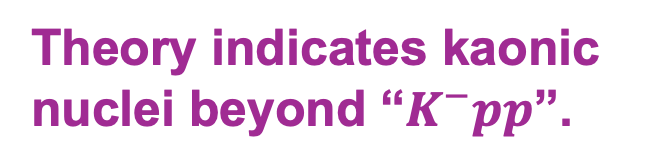 Theory indicates kaonic
nuclei beyond “K⁻pp”.